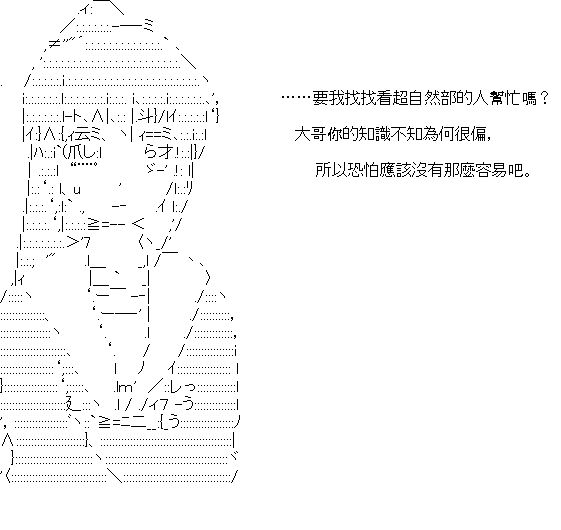 ……要我找找看超自然部的人幫忙嗎？
大哥你的知識不知為何很偏，
所以恐怕應該沒有那麼容易吧。